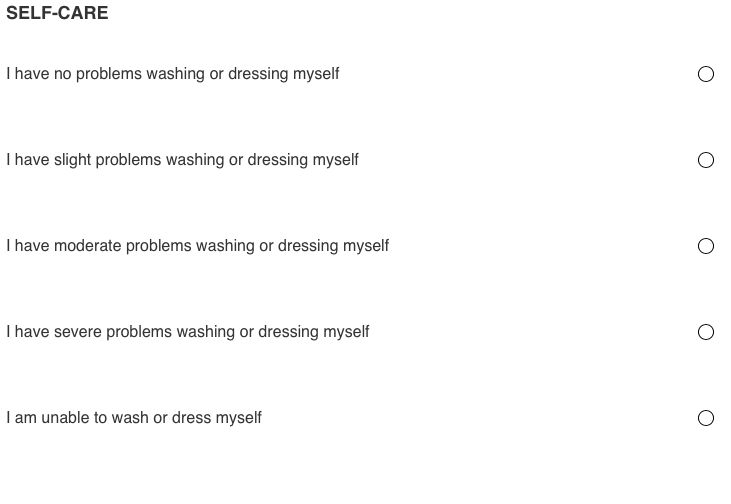 SELF-CARE
I have no problems washing or dressing myself
I have slight problems washing or dressing myself
I have moderate problems washing or dressing myself
I have severe problems washing or dressing myself
I am unable to wash or dress myself